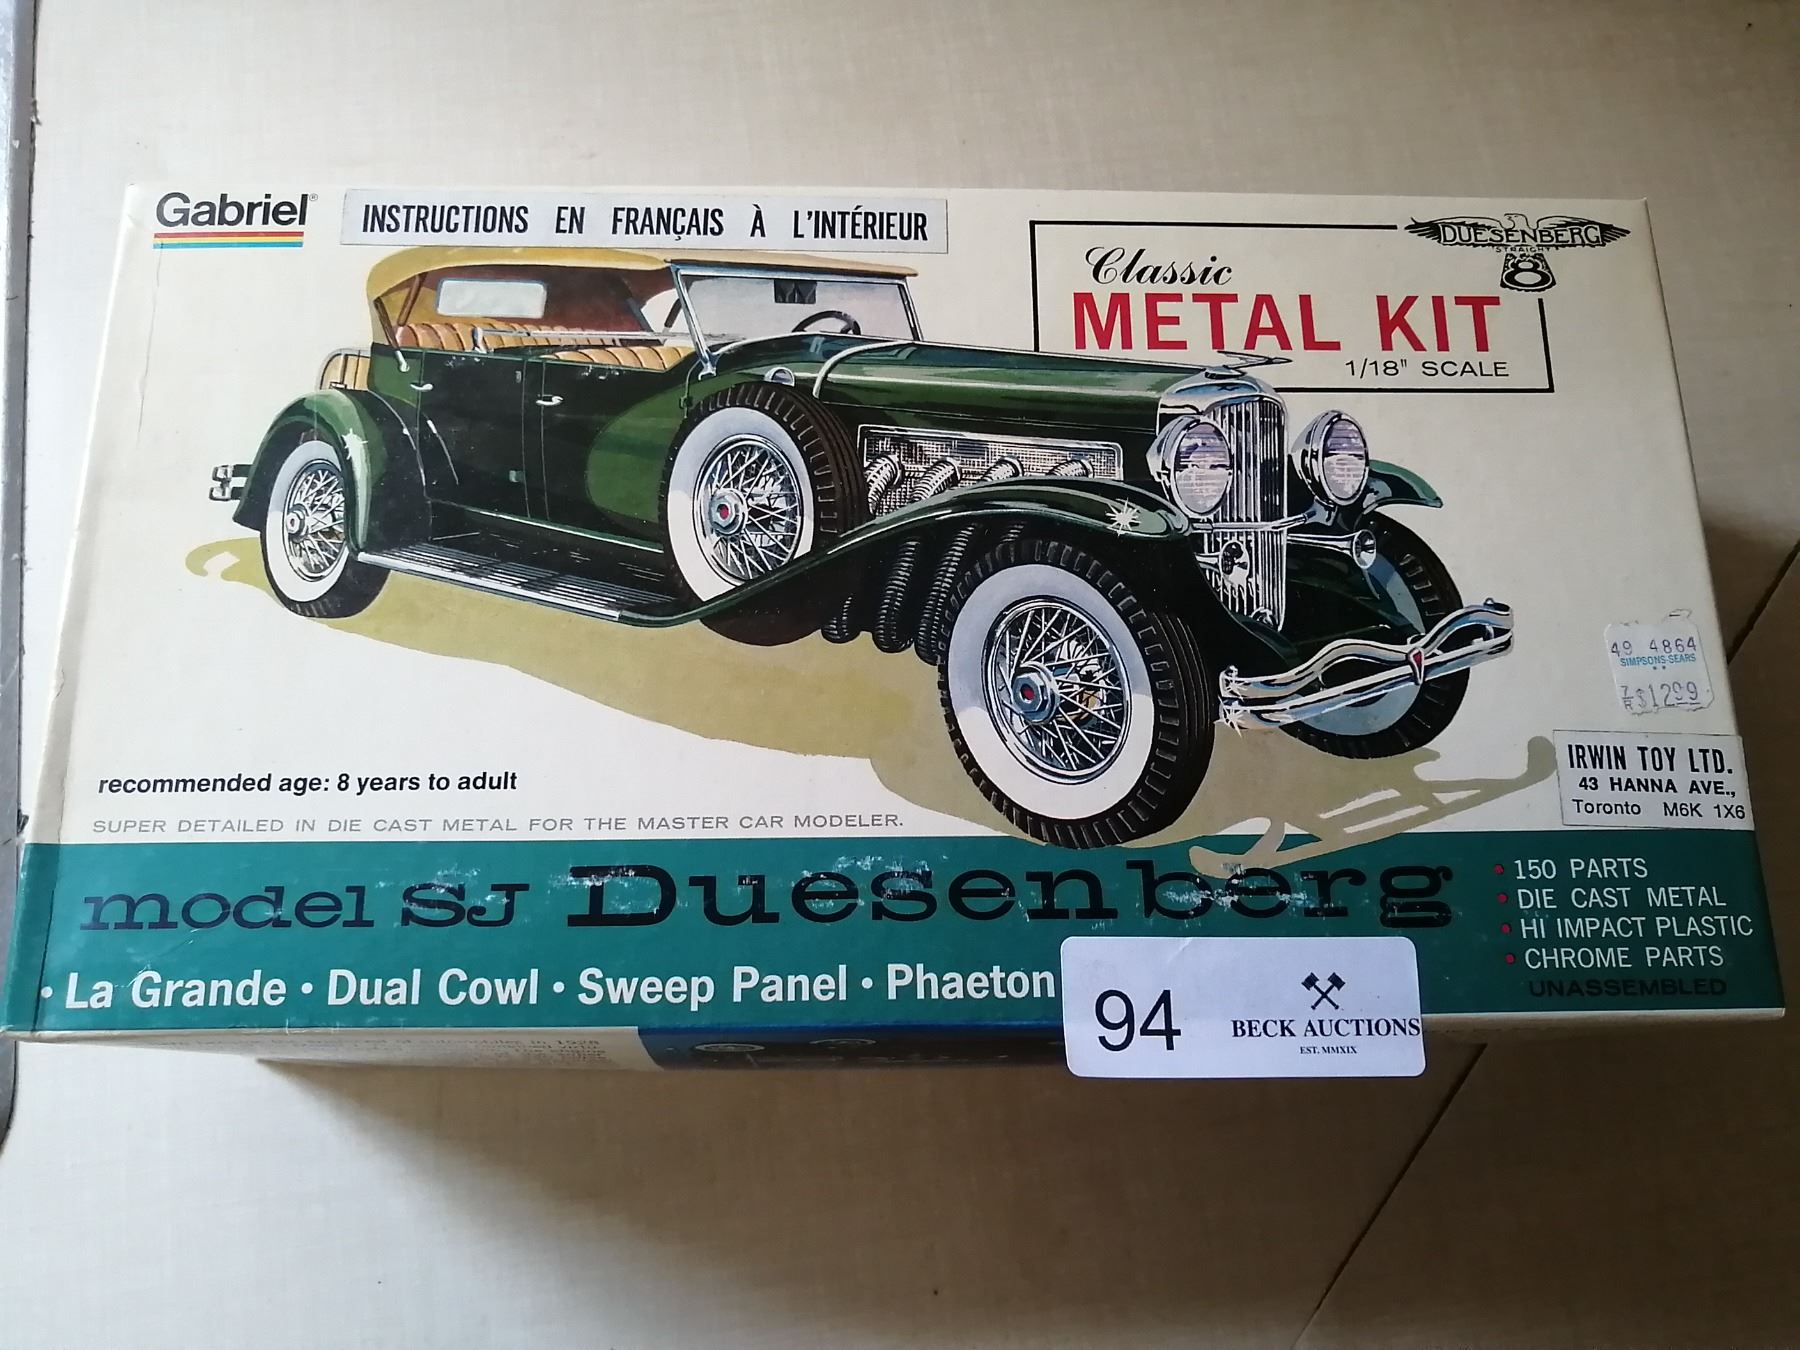 Gabriel®
INSTRUCTIONS EN FRANÇAIS À L'INTÉRIEUR
DUESENBERG
STRAIGHT
8
Classic
METAL KIT
1/18" SCALE
49 4864
SIMPSONS-SEARS
$12.99
IRWIN TOY LTD.
43 HANNA AVE.,
Toronto M6K 1X6
recommended age: 8 years to adult
SUPER DETAILED IN DIE CAST METAL FOR THE MASTER CAR MODELER.
model SJ Duesenberg
• 150 PARTS
• DIE CAST METAL
• HI IMPACT PLASTIC
• CHROME PARTS
UNASSEMBLED
• La Grande • Dual Cowl • Sweep Panel • Phaeton
94
BECK AUCTIONS
EST. MMXIX